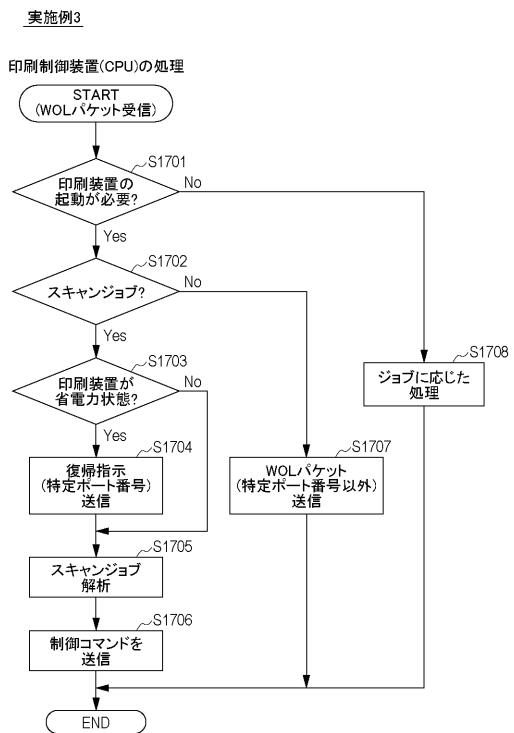 実施例3
印刷制御装置(CPU)の処理
START
(WOLパケット受信)
S1701
印刷装置の
起動が必要?
No
Yes
S1702
スキャンジョブ?
No
Yes
S1703
印刷装置が
省電力状態?
No
Yes
S1708
ジョブに応じた
処理
S1704
復帰指示
(特定ポート番号)
送信
S1707
WOLパケット
(特定ポート番号以外)
送信
S1705
スキャンジョブ
解析
S1706
制御コマンドを
送信
END